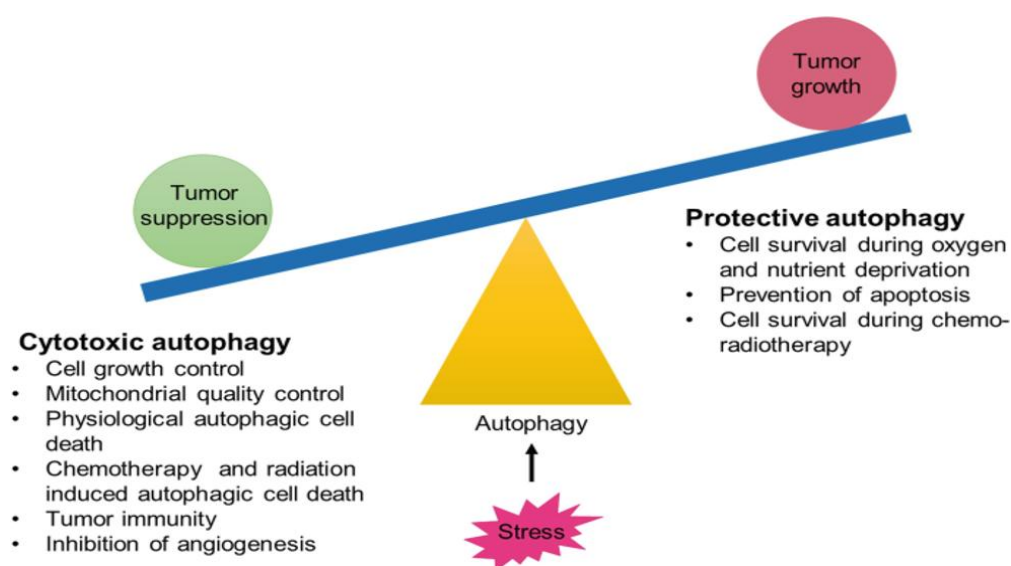 Tumor
growth
Tumor
suppression
Protective autophagy
• Cell survival during oxygen
and nutrient deprivation
• Prevention of apoptosis
• Cell survival during chemo-
radiotherapy
Cytotoxic autophagy
• Cell growth control
• Mitochondrial quality control
• Physiological autophagic cell
death
• Chemotherapy and radiation
induced autophagic cell death
• Tumor immunity
• Inhibition of angiogenesis
Autophagy
Stress